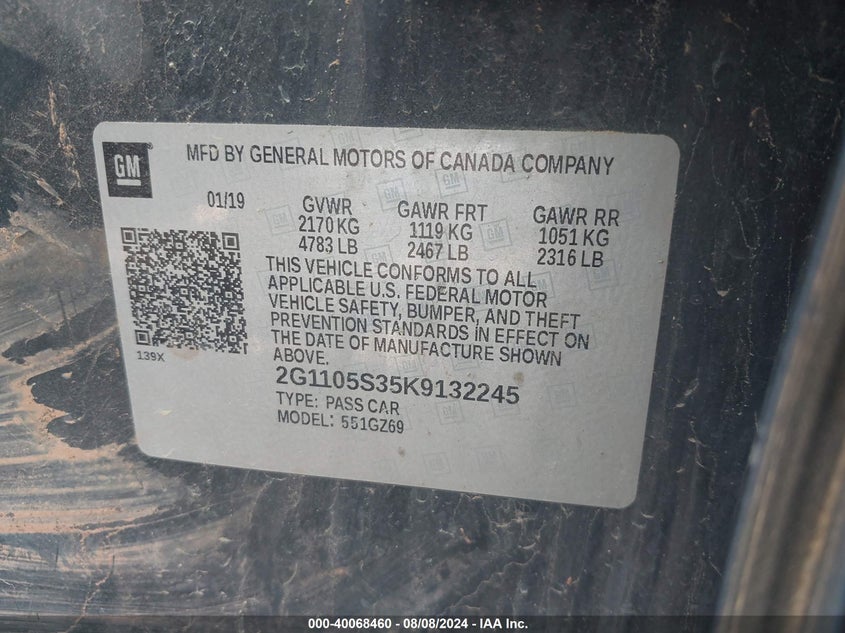 GM
MFD BY GENERAL MOTORS OF CANADA COMPANY
01/19
GVWR GAWR FRT GAWR RR
2170 KG 1119 KG 1051 KG
4783 LB 2467 LB 2316 LB
THIS VEHICLE CONFORMS TO ALL
APPLICABLE U.S. FEDERAL MOTOR
VEHICLE SAFETY, BUMPER, AND THEFT
PREVENTION STANDARDS IN EFFECT ON
THE DATE OF MANUFACTURE SHOWN
ABOVE.
139X
2G1105S35K9132245
TYPE: PASS CAR
MODEL: 551GZ69
000-40068460 - 08/08/2024 - IAA Inc.